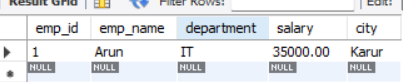 Result Grid Filter Rows: Edit:
emp_id emp_name department salary city
1 Arun IT 35000.00 Karur
NULL NULL NULL NULL NULL